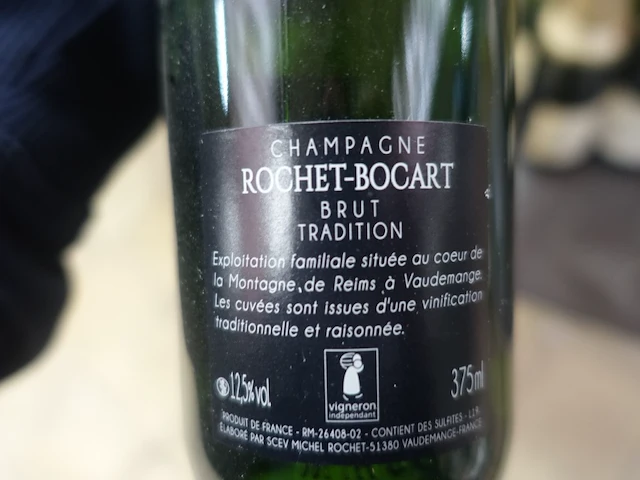 CHAMPAGNE
ROCHET-BOCART
BRUT
TRADITION
Exploitation familiale située au coeur de
la Montagne de Reims à Vaudemange.
Les cuvées sont issues d'une vinification
traditionnelle et raisonnée.
12,5% vol.
375ml
vigneron
indépendant
PRODUIT DE FRANCE - RM-26408-02 - CONTIENT DES SULFITES -
ÉLABORÉ PAR SCEV MICHEL ROCHET-51380 VAUDEMANGE-FRANCE